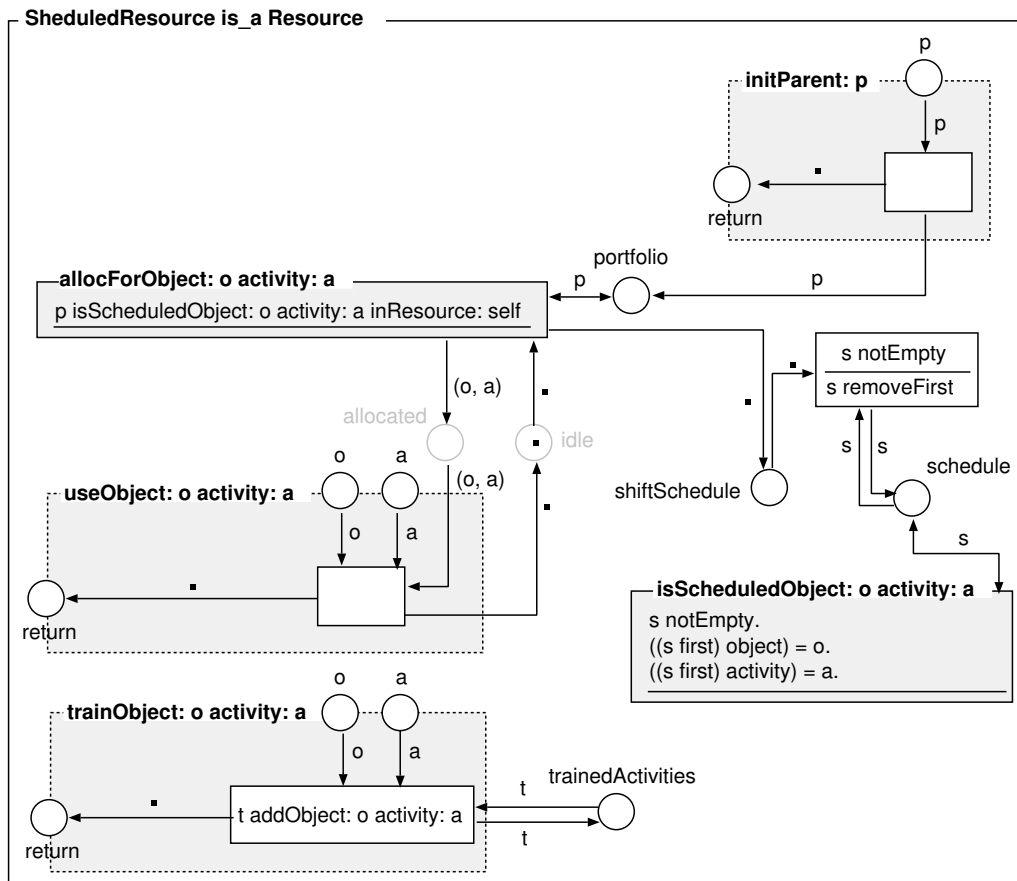 SheduledResource is_a Resource
p
initParent: p
p
return
portfolio
allocForObject: o activity: a
p
p
p isScheduledObject: o activity: a inResource: self
s notEmpty
s removeFirst
(o, a)
allocated
idle
s
s
o
a
(o, a)
schedule
useObject: o activity: a
shiftSchedule
o
a
s
isScheduledObject: o activity: a
return
s notEmpty.
((s first) object) = o.
((s first) activity) = a.
o
a
trainObject: o activity: a
o
a
trainedActivities
t
t addObject: o activity: a
t
return